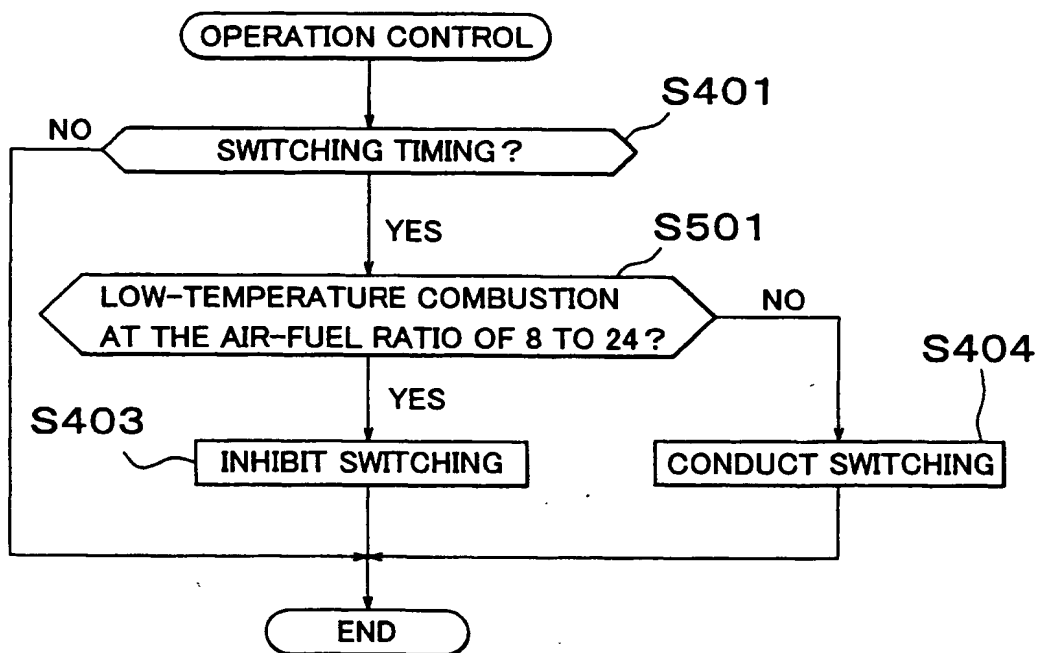 OPERATION CONTROL
S401
NO
SWITCHING TIMING?
YES
S501
LOW-TEMPERATURE COMBUSTION
AT THE AIR-FUEL RATIO OF 8 TO 24?
NO
S404
YES
S403
INHIBIT SWITCHING
CONDUCT SWITCHING
END